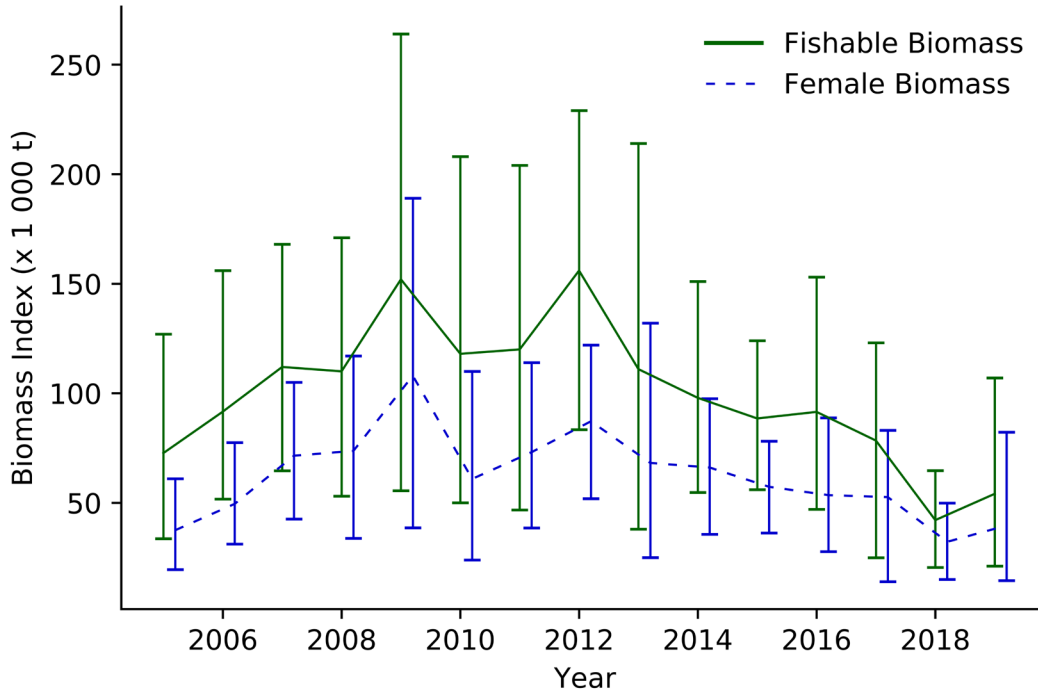 Fishable Biomass
Female Biomass
250
200
150
100
50
Biomass Index (x 1 000 t)
2006 2008 2010 2012 2014 2016 2018
Year